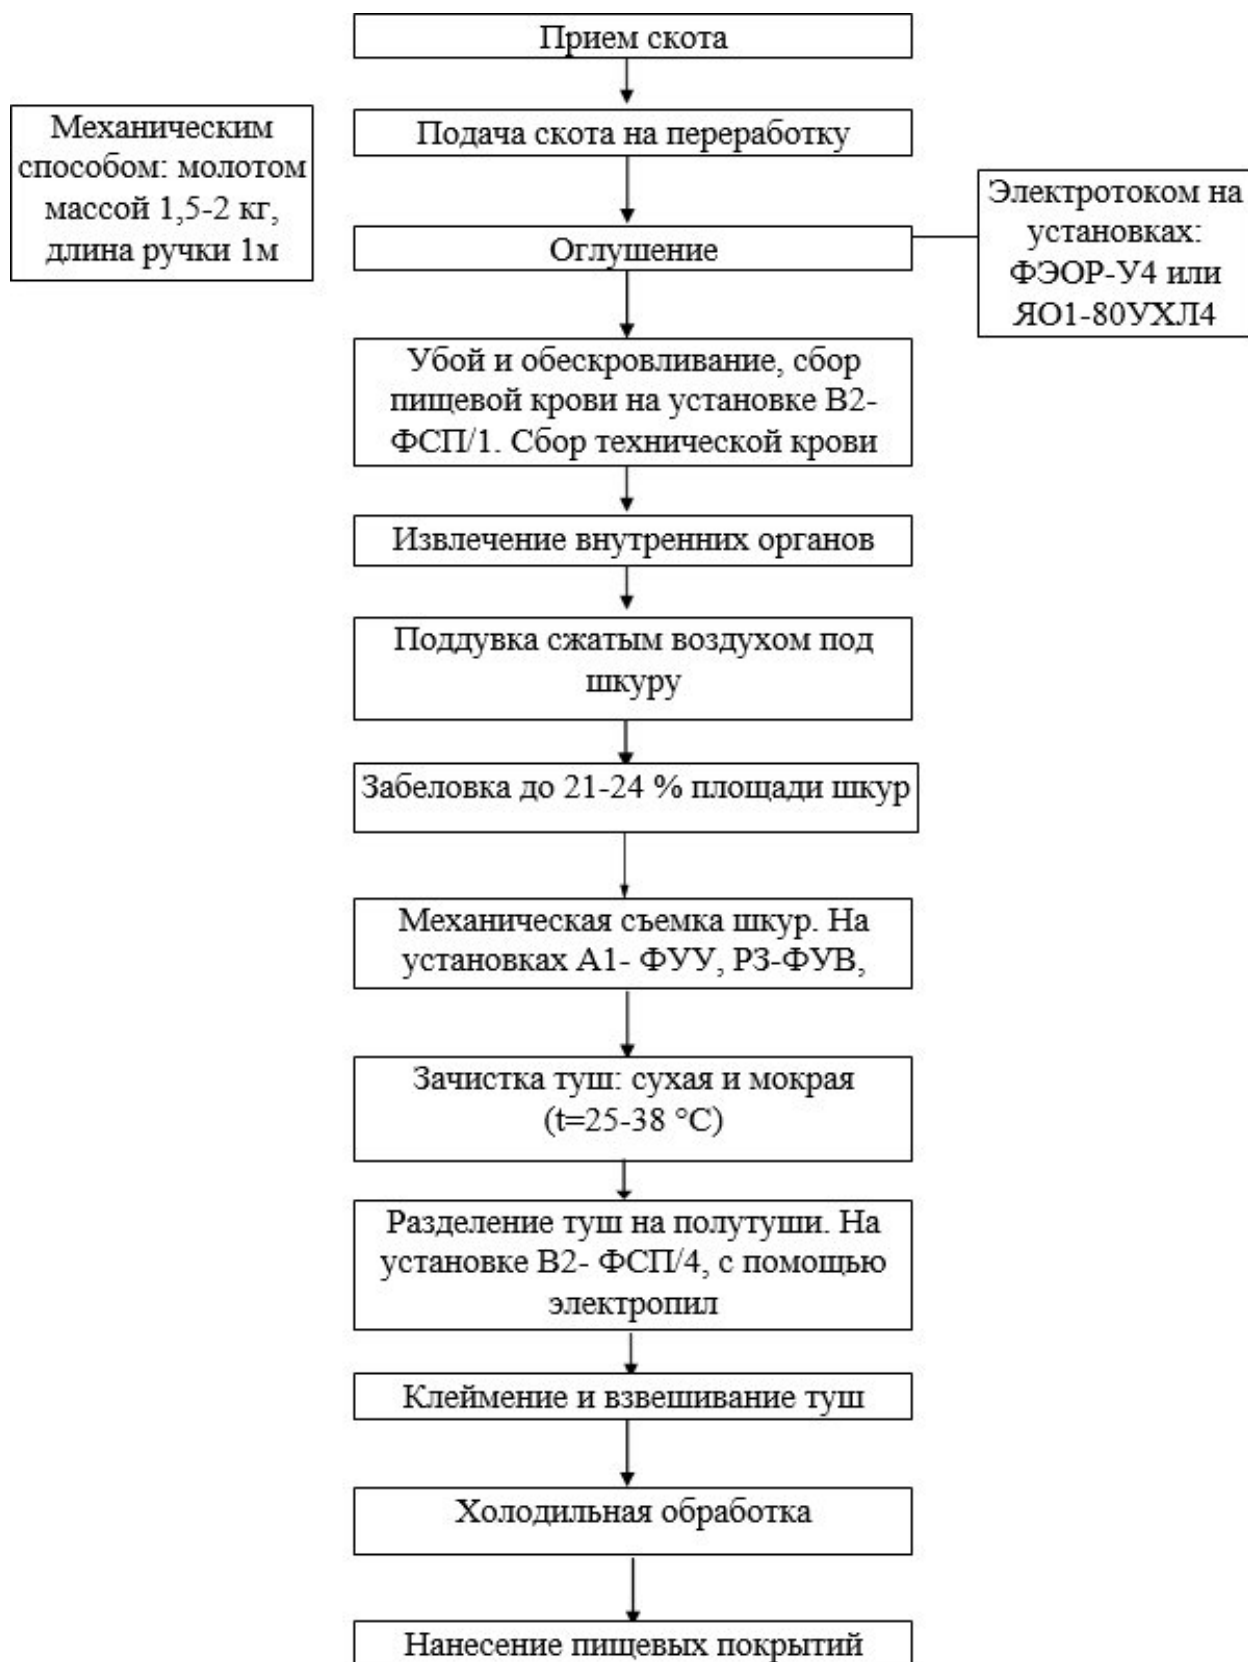 Прием скота
Механическим
способом: молотом
массой 1,5-2 кг,
длина ручки 1м
Подача скота на переработку
Электротоком на
установках:
ФЭОР-У4 или
ЯО1-80УХЛ4
Оглушение
Убой и обескровливание, сбор
пищевой крови на установке В2-
ФСП/1. Сбор технической крови
Извлечение внутренних органов
Поддувка сжатым воздухом под
шкуру
Забеловка до 21-24 % площади шкур
Механическая съемка шкур. На
установках А1- ФУУ, РЗ-ФУВ,
Зачистка туш: сухая и мокрая
(t=25-38 °C)
Разделение туш на полутуши. На
установке В2- ФСП/4, с помощью
электропил
Клеймение и взвешивание туш
Холодильная обработка
Нанесение пищевых покрытий